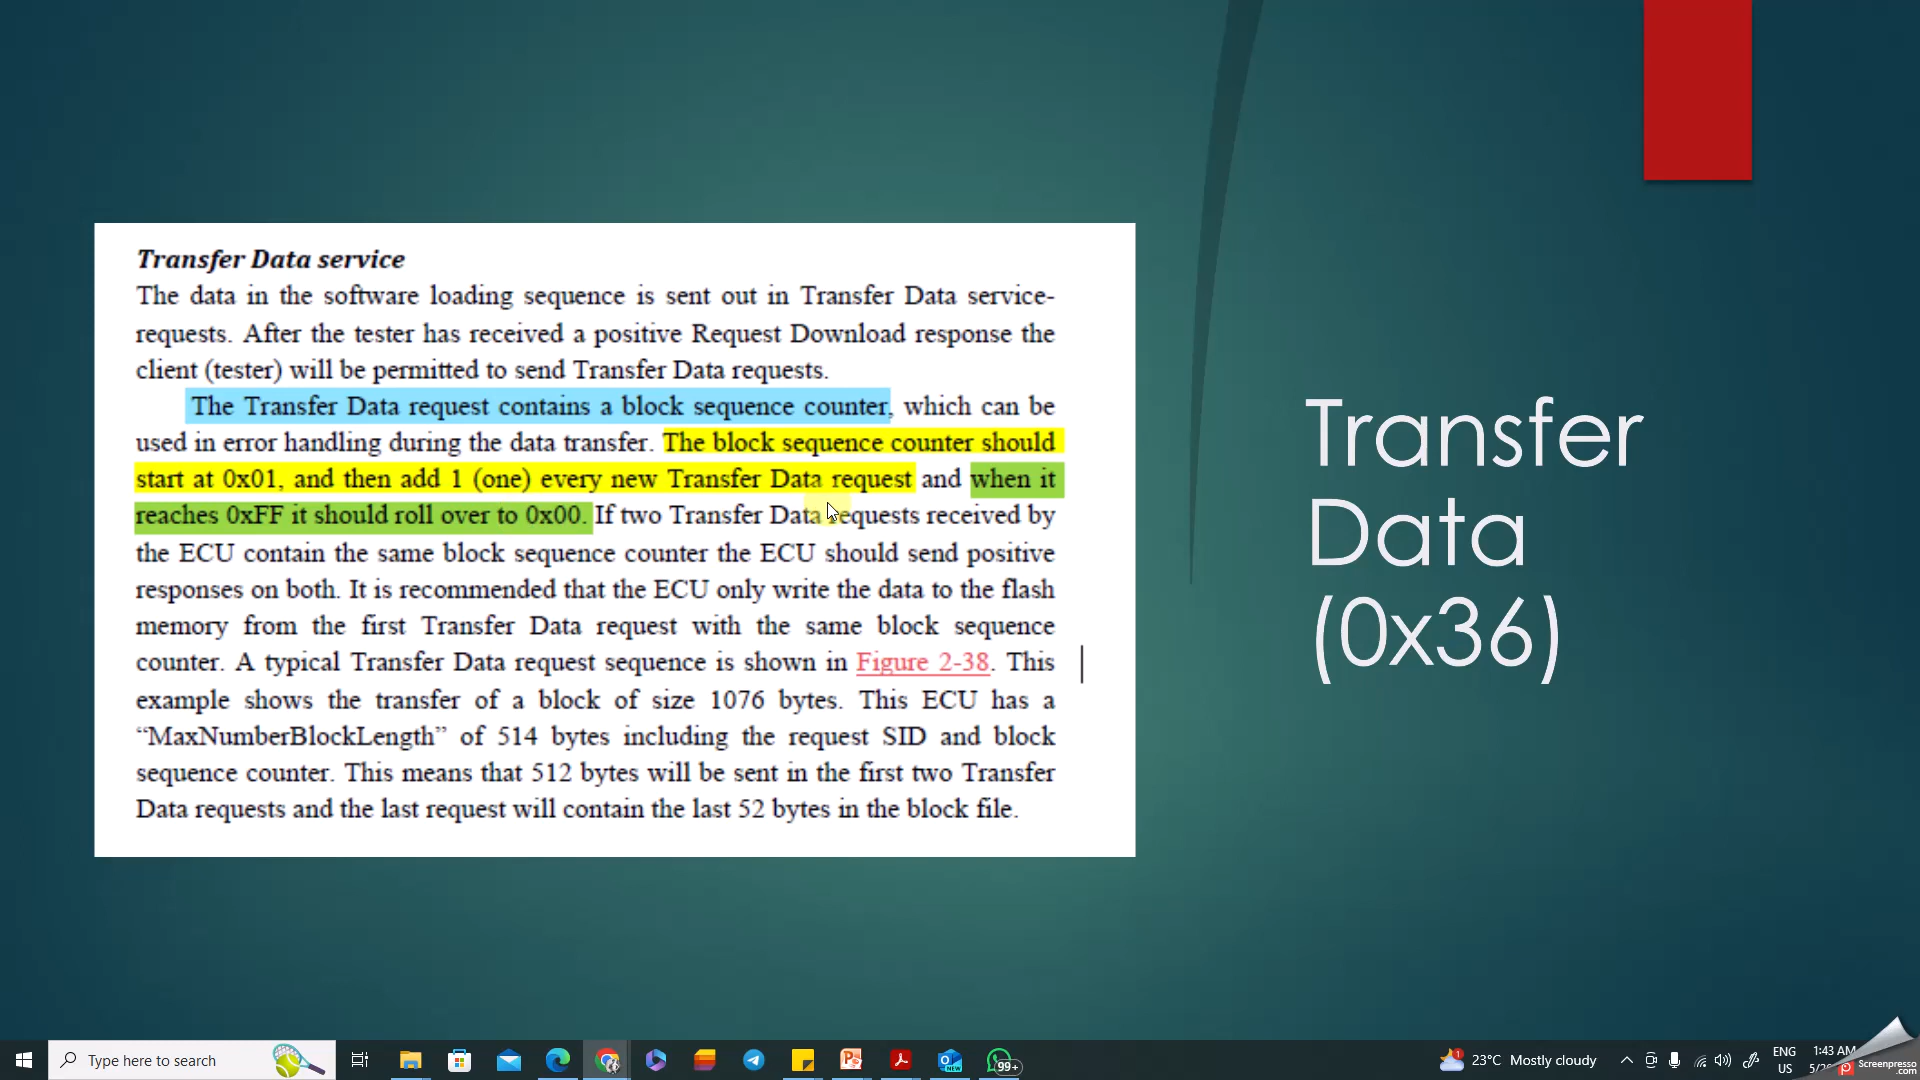 Transfer Data service
The data in the software loading sequence is sent out in Transfer Data service-
requests. After the tester has received a positive Request Download response the
client (tester) will be permitted to send Transfer Data requests.
The Transfer Data request contains a block sequence counter, which can be
used in error handling during the data transfer. The block sequence counter should
start at 0x01, and then add 1 (one) every new Transfer Data request and when it
reaches 0xFF it should roll over to 0x00. If two Transfer Data requests received by
the ECU contain the same block sequence counter the ECU should send positive
responses on both. It is recommended that the ECU only write the data to the flash
memory from the first Transfer Data request with the same block sequence
counter. A typical Transfer Data request sequence is shown in Figure 2-38. This
example shows the transfer of a block of size 1076 bytes. This ECU has a
“MaxNumberBlockLength” of 514 bytes including the request SID and block
sequence counter. This means that 512 bytes will be sent in the first two Transfer
Data requests and the last request will contain the last 52 bytes in the block file.
Transfer
Data
(0x36)
Type here to search
NEW
99+
1
23°C Mostly cloudy
ENG
US
1:43 AM
5/2
Screenpresso
.com